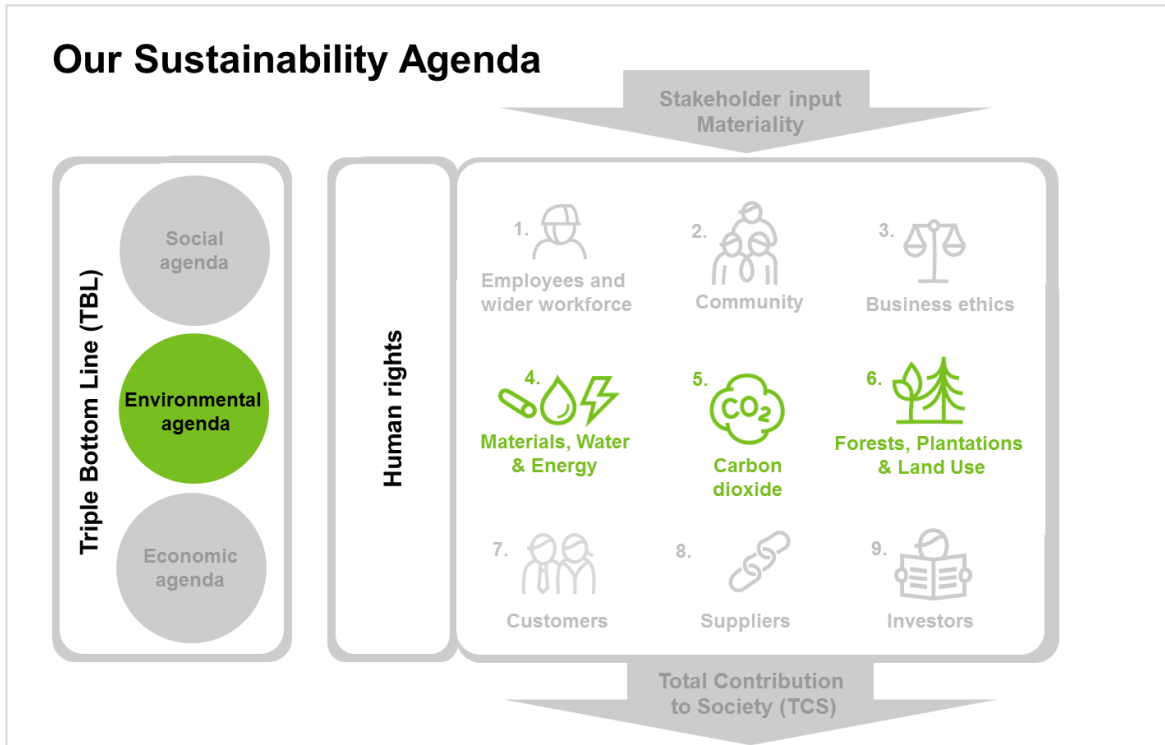 Our Sustainability Agenda
Stakeholder input
Materiality
Triple Bottom Line (TBL)
Social
agenda
Environmental
agenda
Economic
agenda
Human rights
1.
Employees and
wider workforce
2.
Community
3.
Business ethics
4.
Materials, Water
& Energy
5.
CO2
Carbon
dioxide
6.
Forests, Plantations
& Land Use
7.
Customers
8.
Suppliers
9.
Investors
Total Contribution
to Society (TCS)